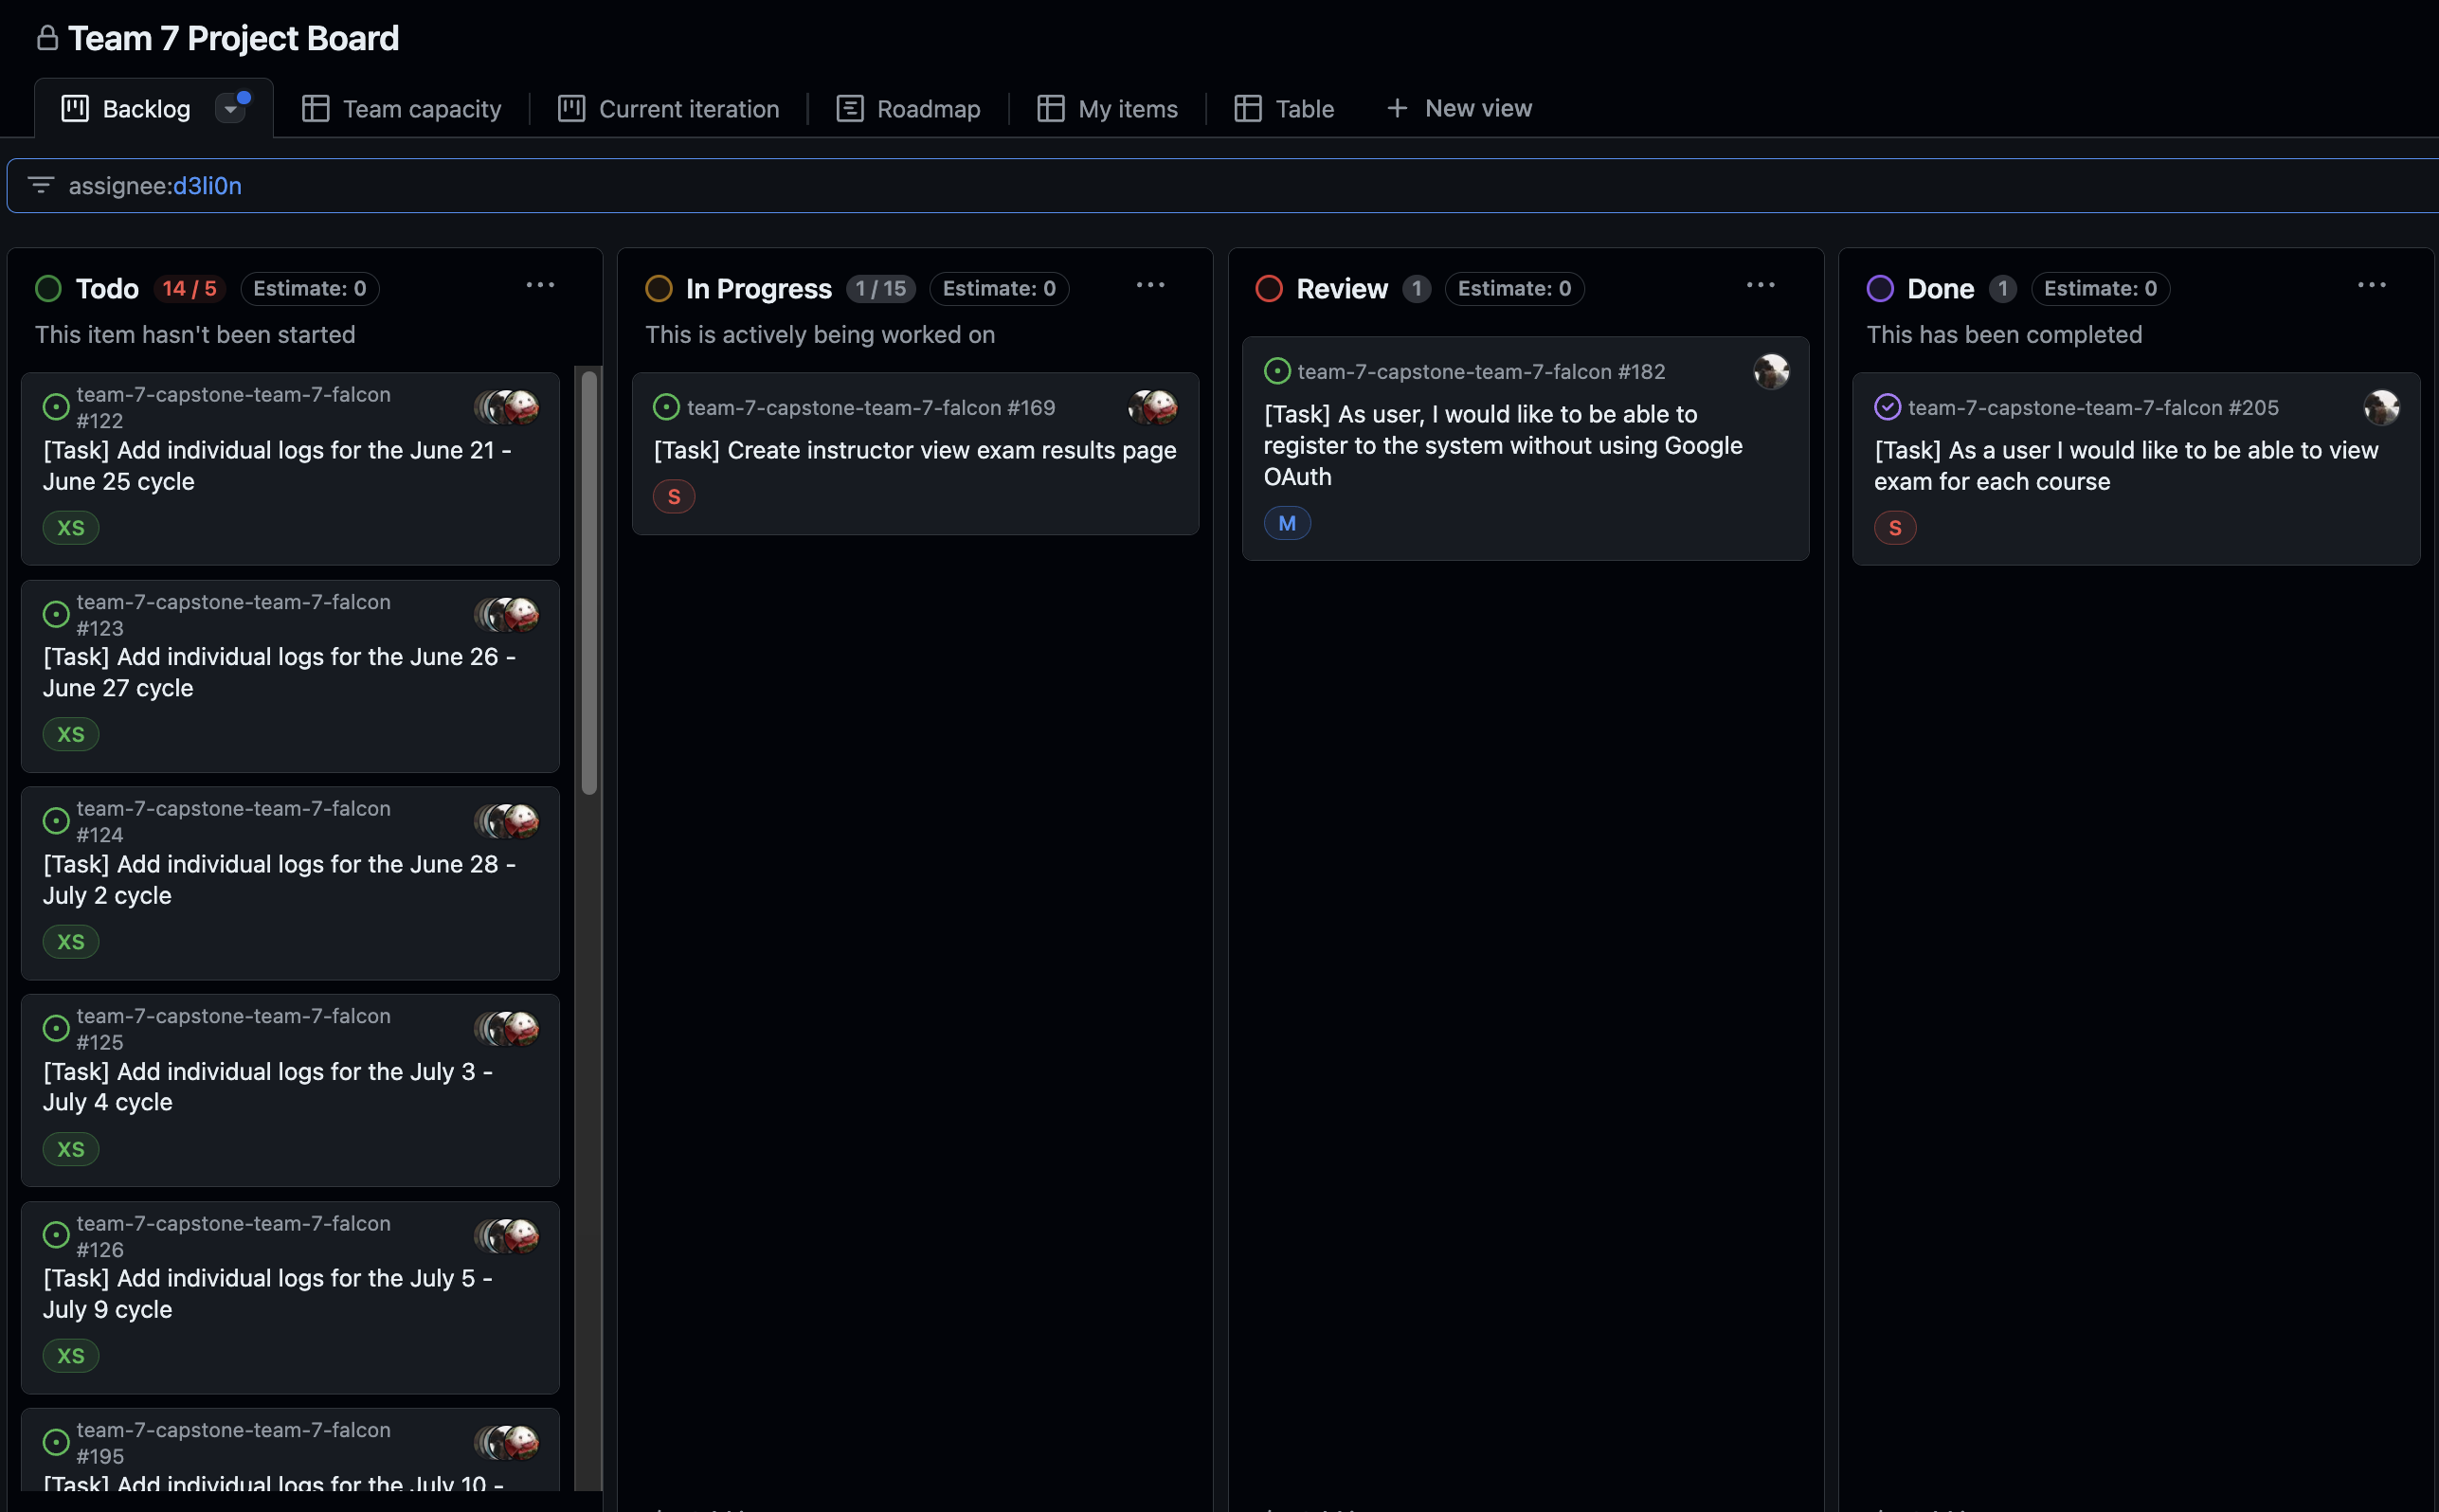 Team 7 Project Board
Backlog
Team capacity
Current iteration
Roadmap
My items
Table
New view
assignee:d3li0n
Todo 14 / 5 Estimate: 0
This item hasn't been started
team-7-capstone-team-7-falcon
#122
[Task] Add individual logs for the June 21 -
June 25 cycle
XS
team-7-capstone-team-7-falcon
#123
[Task] Add individual logs for the June 26 -
June 27 cycle
XS
team-7-capstone-team-7-falcon
#124
[Task] Add individual logs for the June 28 -
July 2 cycle
XS
team-7-capstone-team-7-falcon
#125
[Task] Add individual logs for the July 3 -
July 4 cycle
XS
team-7-capstone-team-7-falcon
#126
[Task] Add individual logs for the July 5 -
July 9 cycle
XS
team-7-capstone-team-7-falcon
#195
[Task] Add individual logs for the July 10 -
In Progress 1 / 15 Estimate: 0
This is actively being worked on
team-7-capstone-team-7-falcon #169
[Task] Create instructor view exam results page
S
Review 1 Estimate: 0
team-7-capstone-team-7-falcon #182
[Task] As user, I would like to be able to
register to the system without using Google
OAuth
M
Done 1 Estimate: 0
This has been completed
team-7-capstone-team-7-falcon #205
[Task] As a user I would like to be able to view
exam for each course
S